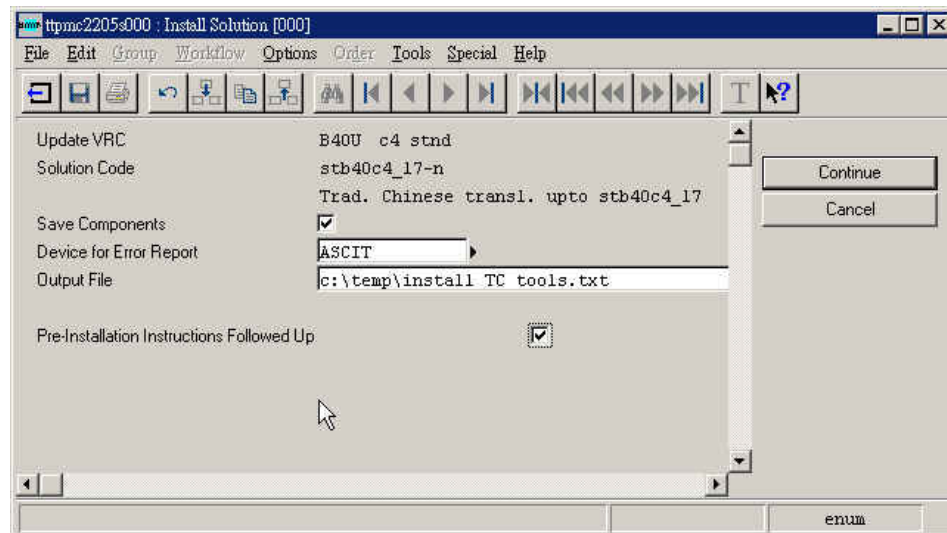 ttpmc2205s000 : Install Solution [000]
File Edit Group Workflow Options Order Tools Special Help
T ?
Update VRC B40U c4 stnd
Solution Code stb40c4_17-n
Trad. Chinese transl. upto stb40c4_17
Save Components
Device for Error Report ASCIT
Output File c:\temp\install TC tools.txt
Pre-Installation Instructions Followed Up
Continue
Cancel
enum